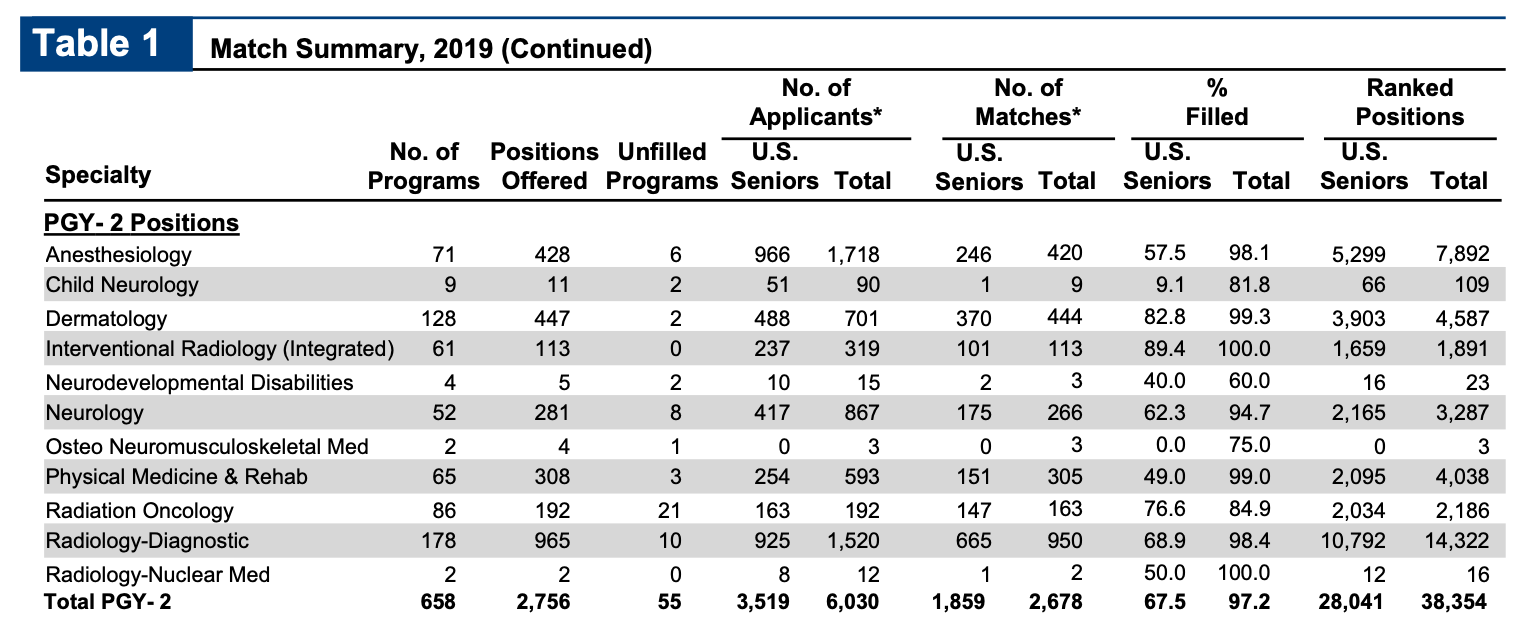 Table 1 Match Summary, 2019 (Continued)
No. of No. of % Ranked
Applicants* Matches* Filled Positions
No. of Positions Unfilled U.S. U.S. U.S. U.S.
Specialty Programs Offered Programs Seniors Total Seniors Total Seniors Total Seniors Total
PGY- 2 Positions
Anesthesiology 71 428 6 966 1,718 246 420 57.5 98.1 5,299 7,892
Child Neurology 9 11 2 51 90 1 9 9.1 81.8 66 109
Dermatology 128 447 2 488 701 370 444 82.8 99.3 3,903 4,587
Interventional Radiology (Integrated) 61 113 0 237 319 101 113 89.4 100.0 1,659 1,891
Neurodevelopmental Disabilities 4 5 2 10 15 2 3 40.0 60.0 16 23
Neurology 52 281 8 417 867 175 266 62.3 94.7 2,165 3,287
Osteo Neuromusculoskeletal Med 2 4 1 0 3 0 3 0.0 75.0 0 3
Physical Medicine & Rehab 65 308 3 254 593 151 305 49.0 99.0 2,095 4,038
Radiation Oncology 86 192 21 163 192 147 163 76.6 84.9 2,034 2,186
Radiology-Diagnostic 178 965 10 925 1,520 665 950 68.9 98.4 10,792 14,322
Radiology-Nuclear Med 2 2 0 8 12 1 2 50.0 100.0 12 16
Total PGY- 2 658 2,756 55 3,519 6,030 1,859 2,678 67.5 97.2 28,041 38,354